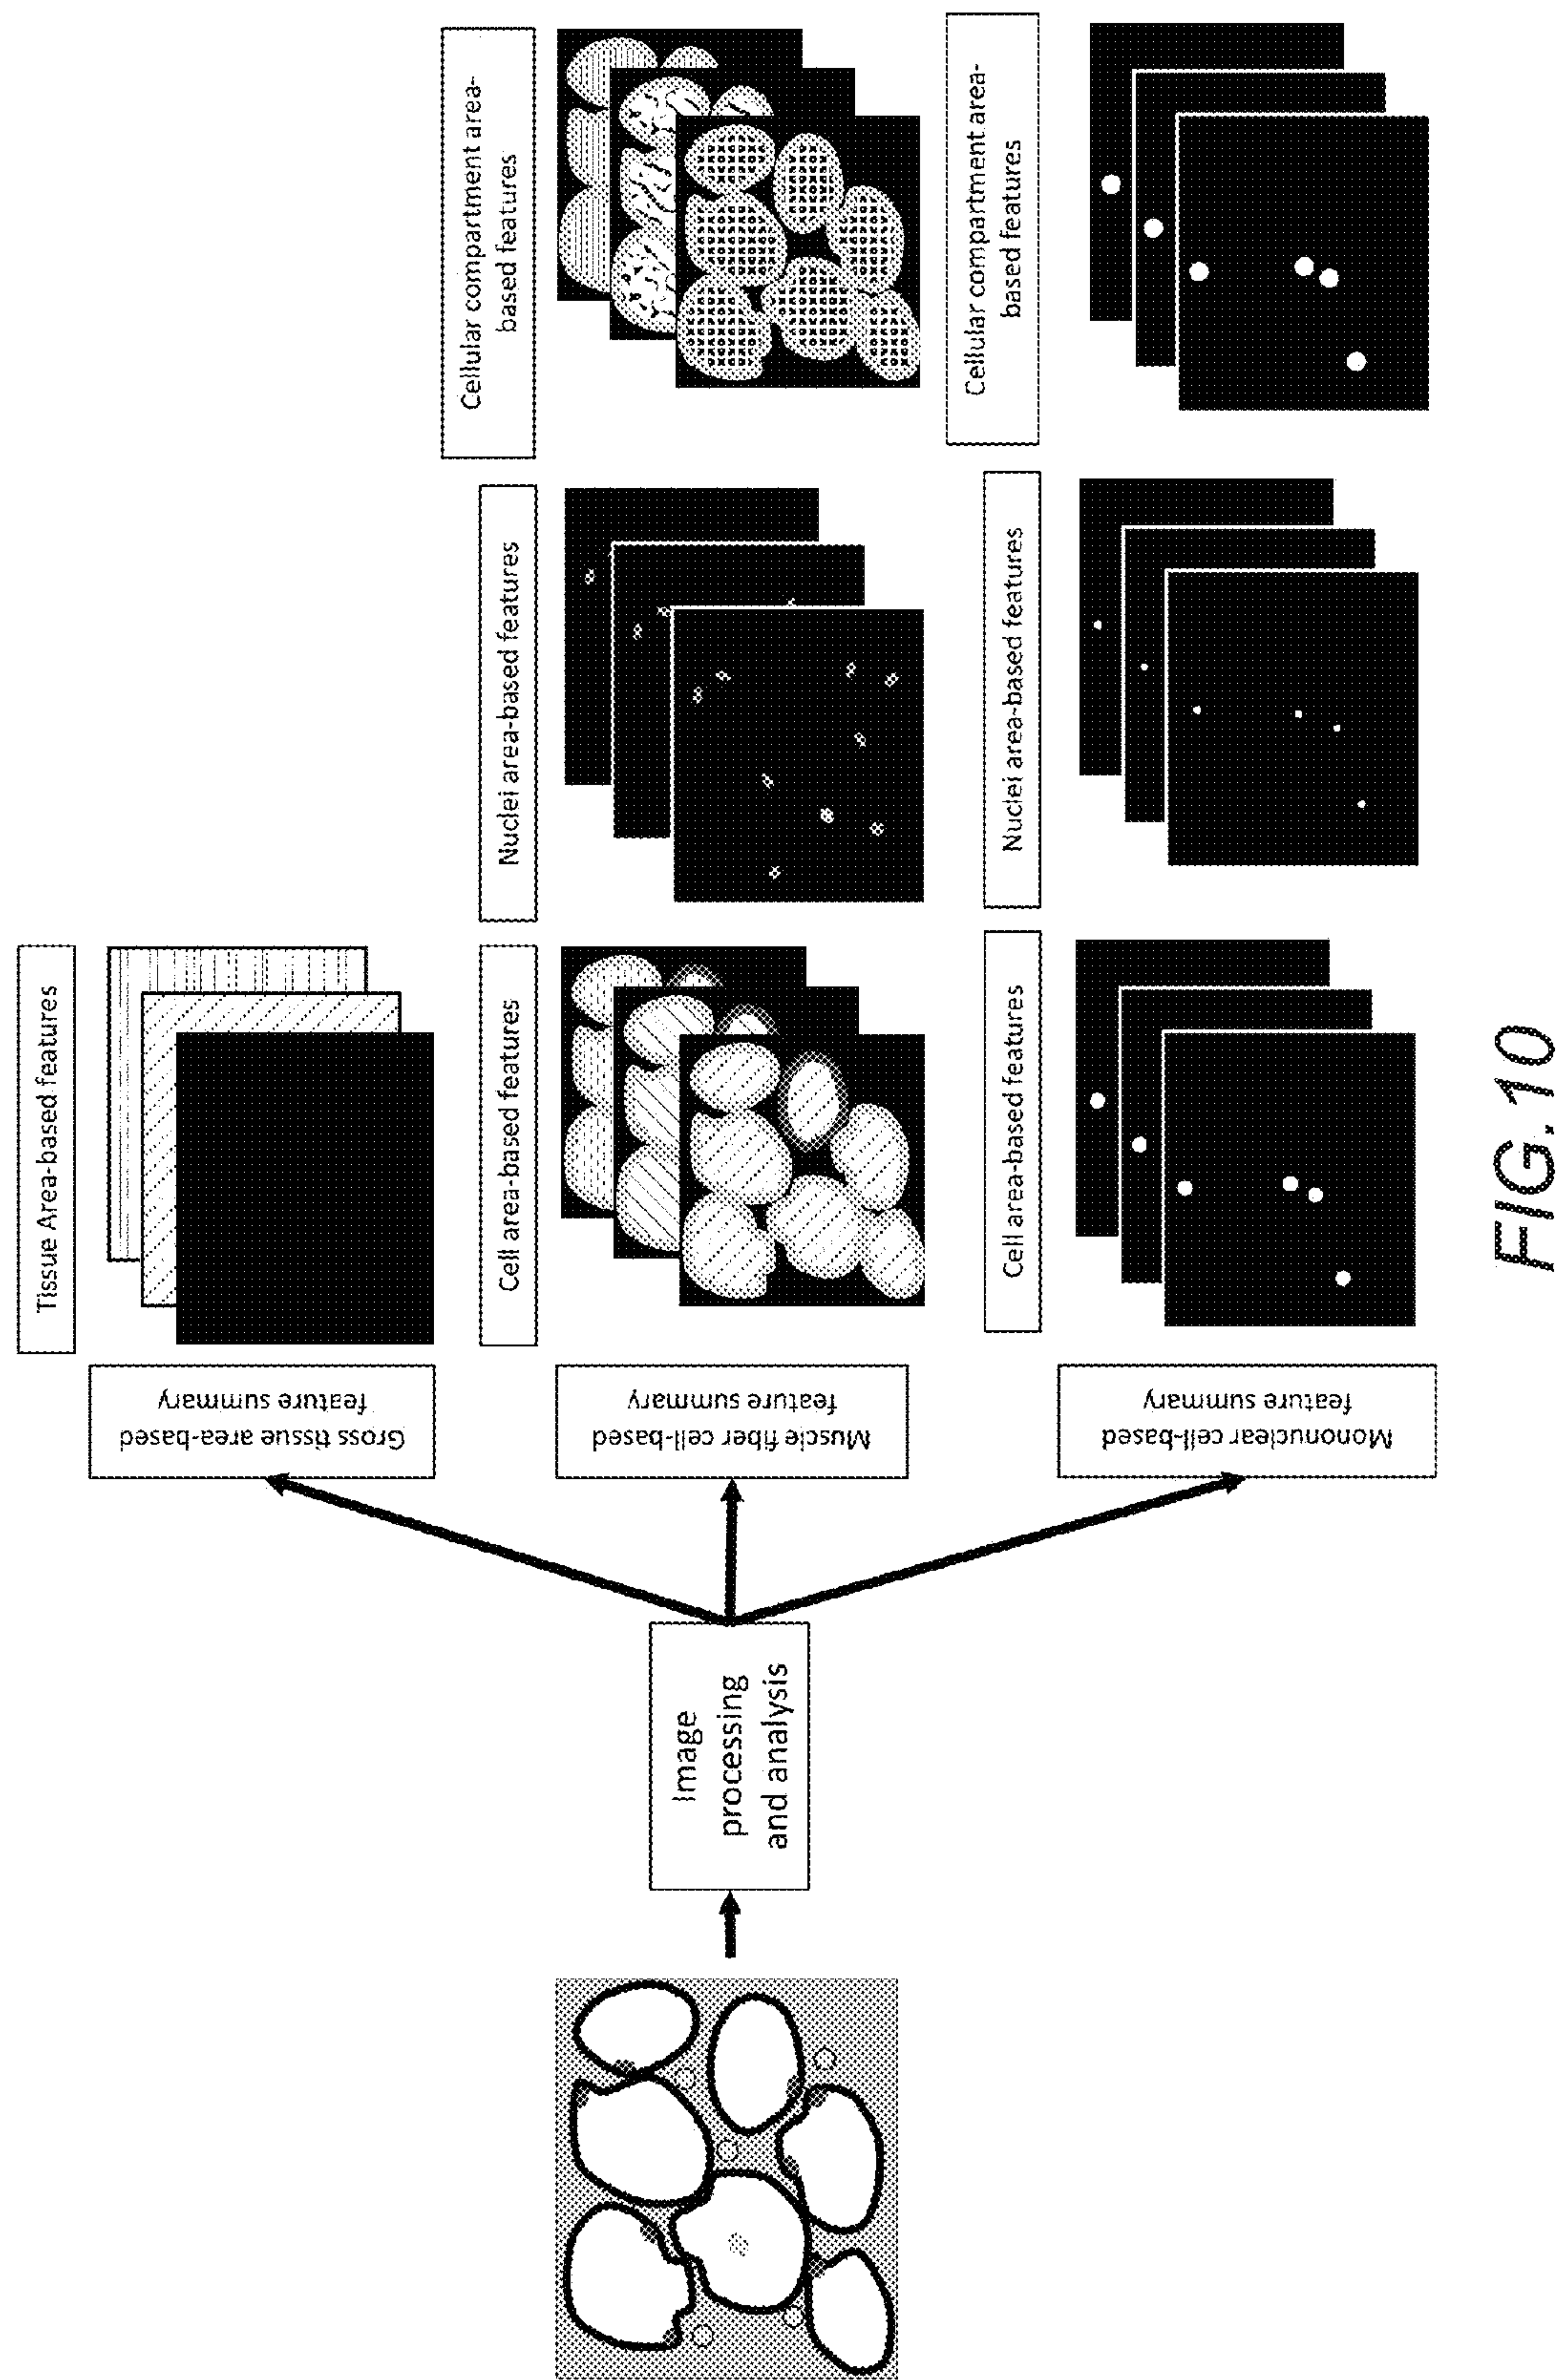 Tissue Area-based features
Gross tissue area-based
feature summary
Cell area-based features
Nuclei area-based features
Cellular compartment area-
based features
Image
processing
and analysis
Muscle fiber cell-based
feature summary
Cell area-based features
Nuclei area-based features
Cellular compartment area-
based features
Mononuclear cell-based
feature summary
FIG. 10